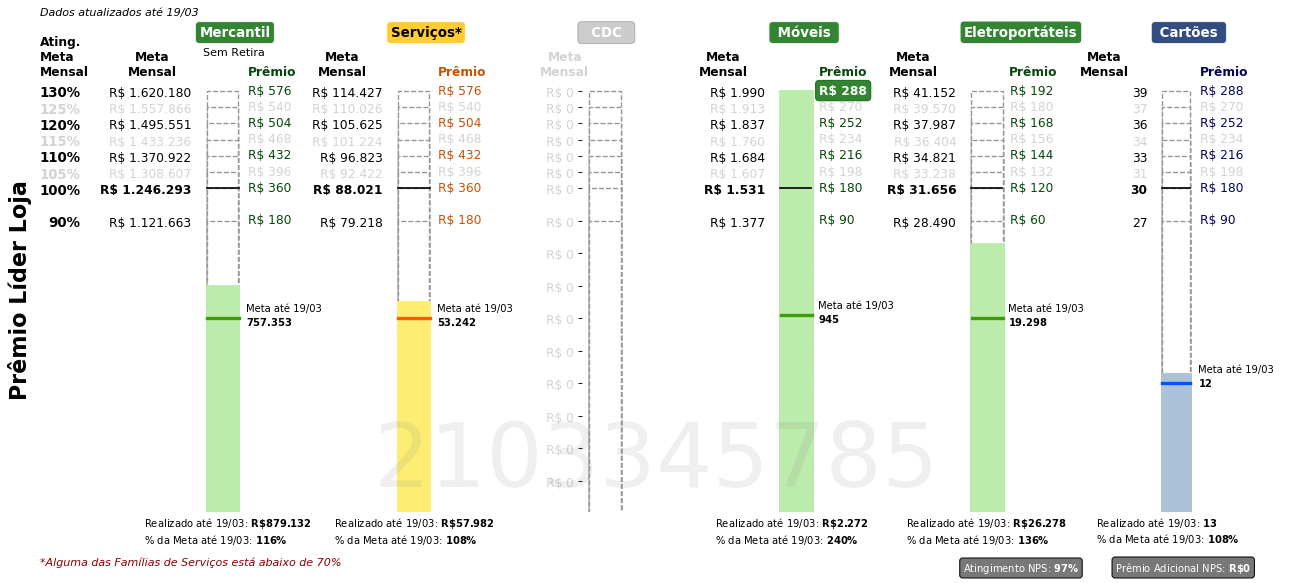 Dados atualizados até 19/03
Mercantil Serviços* CDC Móveis Eletroportáteis Cartões
Sem Retira
Ating. Meta Mensal
Meta Mensal Prêmio Meta Mensal Prêmio Meta Mensal Meta Mensal Prêmio Meta Mensal Prêmio Meta Mensal Prêmio
130% R$ 1.620.180 R$ 576 R$ 114.427 R$ 576 R$ 0 R$ 1.990 R$ 288 R$ 41.152 R$ 192 39 R$ 288
125% R$ 1.557.866 R$ 540 R$ 110.026 R$ 540 R$ 0 R$ 1.913 R$ 270 R$ 39.570 R$ 180 37 R$ 270
120% R$ 1.495.551 R$ 504 R$ 105.625 R$ 504 R$ 0 R$ 1.837 R$ 252 R$ 37.987 R$ 168 36 R$ 252
115% R$ 1.433.236 R$ 468 R$ 101.224 R$ 468 R$ 0 R$ 1.760 R$ 234 R$ 36.404 R$ 156 34 R$ 234
110% R$ 1.370.922 R$ 432 R$ 96.823 R$ 432 R$ 0 R$ 1.684 R$ 216 R$ 34.821 R$ 144 33 R$ 216
105% R$ 1.308.607 R$ 396 R$ 92.422 R$ 396 R$ 0 R$ 1.607 R$ 198 R$ 33.238 R$ 132 31 R$ 198
100% R$ 1.246.293 R$ 360 R$ 88.021 R$ 360 R$ 0 R$ 1.531 R$ 180 R$ 31.656 R$ 120 30 R$ 180
90% R$ 1.121.663 R$ 180 R$ 79.218 R$ 180 R$ 0 R$ 1.377 R$ 90 R$ 28.490 R$ 60 27 R$ 90
R$ 0
R$ 0
R$ 0
R$ 0
R$ 0
R$ 0
R$ 0
R$ 0
Prêmio Líder Loja
Meta até 19/03 Meta até 19/03 Meta até 19/03 Meta até 19/03 Meta até 19/03
757.353 53.242 945 19.298 12
2103345785
Realizado até 19/03: R$879.132 Realizado até 19/03: R$57.982 Realizado até 19/03: R$2.272 Realizado até 19/03: R$26.278 Realizado até 19/03: 13
% da Meta até 19/03: 116% % da Meta até 19/03: 108% % da Meta até 19/03: 240% % da Meta até 19/03: 136% % da Meta até 19/03: 108%
*Alguma das Famílias de Serviços está abaixo de 70%
Atingimento NPS: 97% Prêmio Adicional NPS: R$0